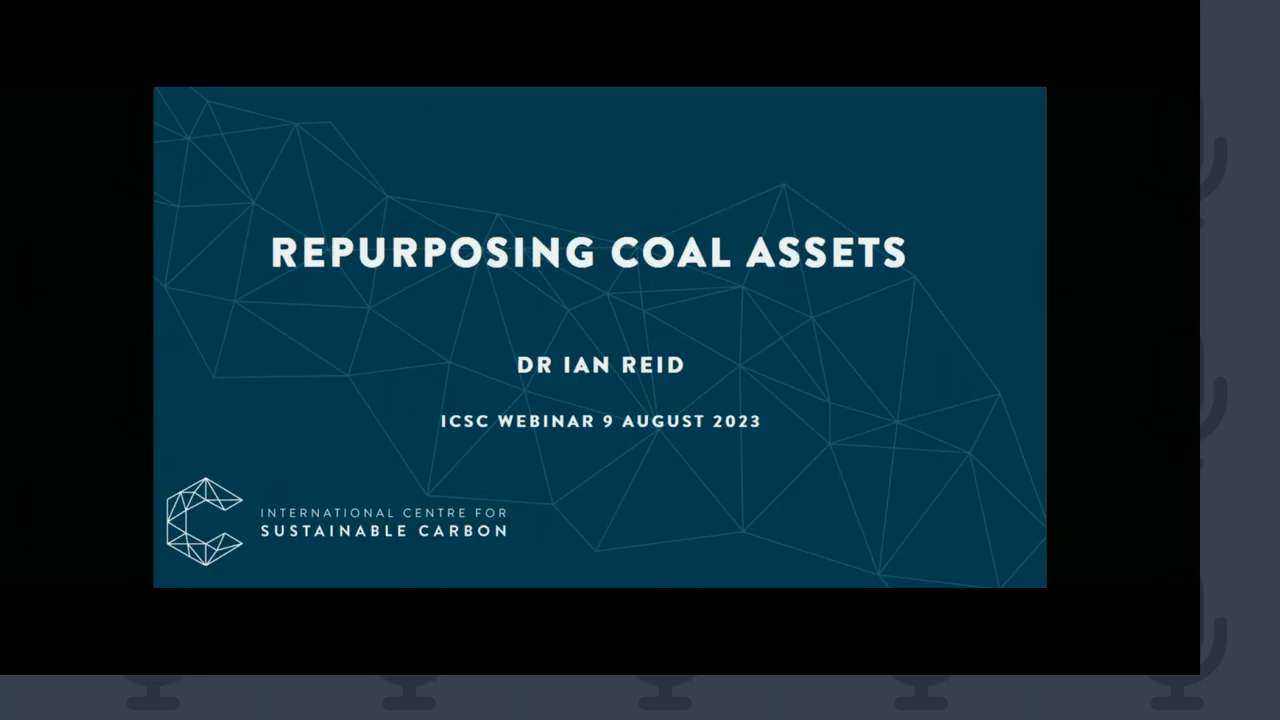 REPURPOSING COAL ASSETS
DR IAN REID
ICSC WEBINAR 9 AUGUST 2023
INTERNATIONAL CENTRE FOR
SUSTAINABLE CARBON